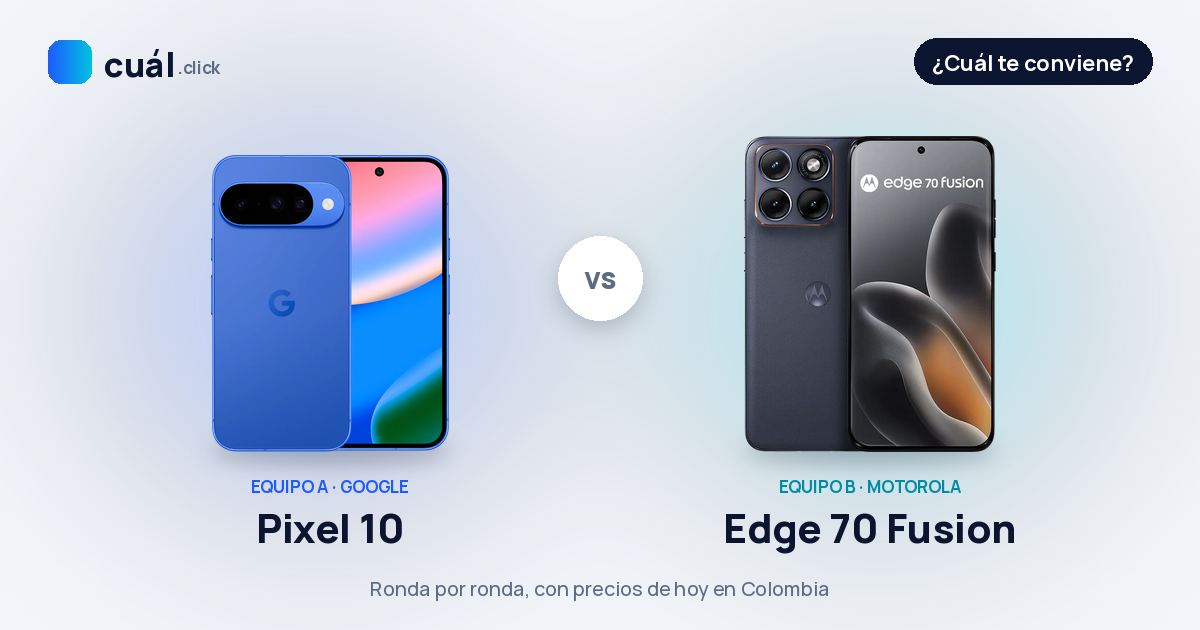 cuál.click
¿Cuál te conviene?
edge 70 fusion
vs
EQUIPO A · GOOGLE
Pixel 10
EQUIPO B · MOTOROLA
Edge 70 Fusion
Ronda por ronda, con precios de hoy en Colombia